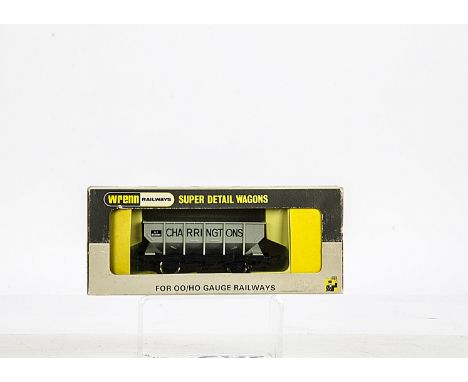 wrenn RAILWAYS SUPER DETAIL WAGONS
CHARRINGTONS
FOR OO/HO GAUGE RAILWAYS